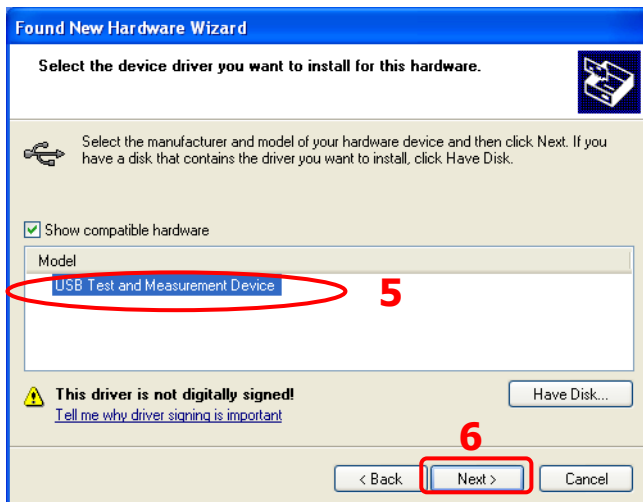 Found New Hardware Wizard
Select the device driver you want to install for this hardware.
Select the manufacturer and model of your hardware device and then click Next. If you
have a disk that contains the driver you want to install, click Have Disk.
Show compatible hardware
Model
USB Test and Measurement Device
5
This driver is not digitally signed!
Have Disk...
Tell me why driver signing is important
6
< Back
Next >
Cancel